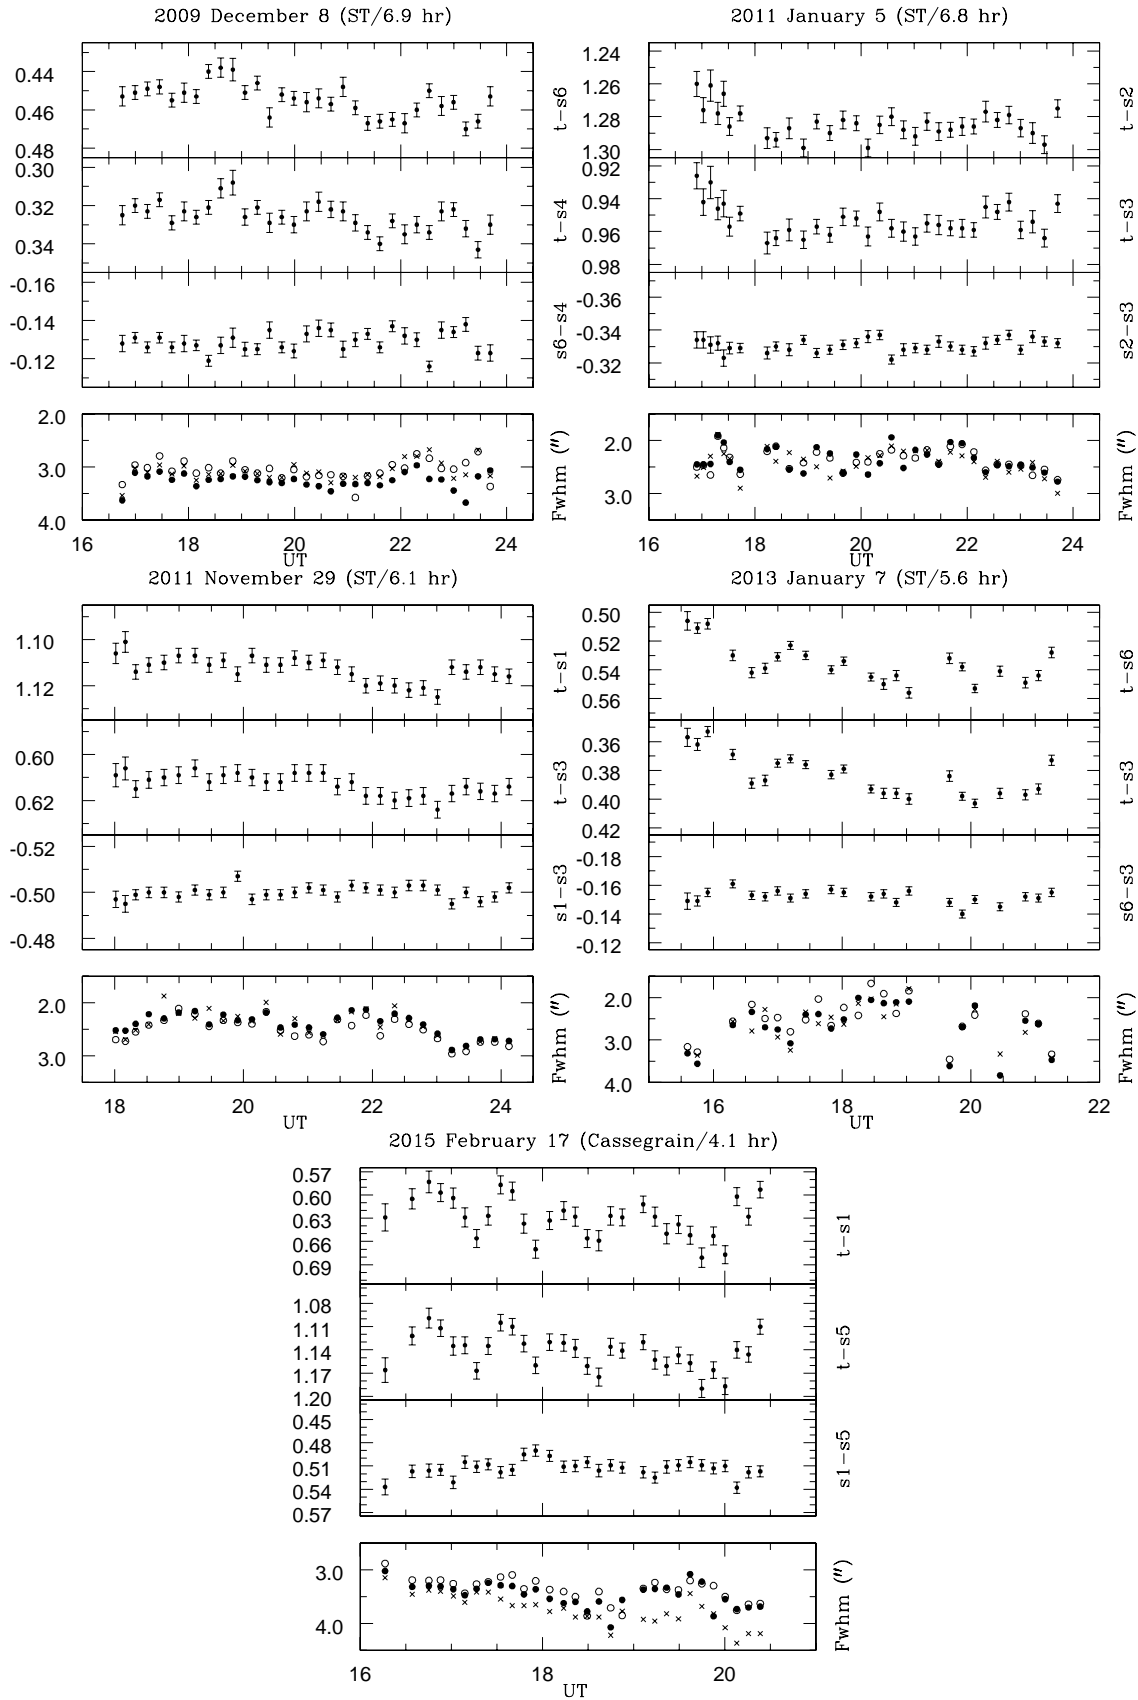 2009 December 8 (ST/6.9 hr)
0.44
0.46
0.48
t−s6
0.30
0.32
0.34
t−s4
-0.16
-0.14
-0.12
s6−s4
2.0
3.0
4.0
Fwhm (″)
16 18 20 22 24
UT
2011 January 5 (ST/6.8 hr)
1.24
1.26
1.28
1.30
t−s2
0.92
0.94
0.96
0.98
t−s3
-0.36
-0.34
-0.32
s2−s3
2.0
3.0
Fwhm (″)
16 18 20 22 24
UT
2011 November 29 (ST/6.1 hr)
1.10
1.12
t−s1
0.60
0.62
t−s3
-0.52
-0.50
-0.48
s1−s3
2.0
3.0
Fwhm (″)
18 20 22 24
UT
2013 January 7 (ST/5.6 hr)
0.50
0.52
0.54
0.56
t−s6
0.36
0.38
0.40
0.42
t−s3
-0.18
-0.16
-0.14
-0.12
s6−s3
2.0
3.0
4.0
Fwhm (″)
16 18 20 22
UT
2015 February 17 (Cassegrain/4.1 hr)
0.57
0.60
0.63
0.66
0.69
t−s1
1.08
1.11
1.14
1.17
1.20
t−s5
0.45
0.48
0.51
0.54
0.57
s1−s5
3.0
4.0
Fwhm (″)
16 18 20
UT